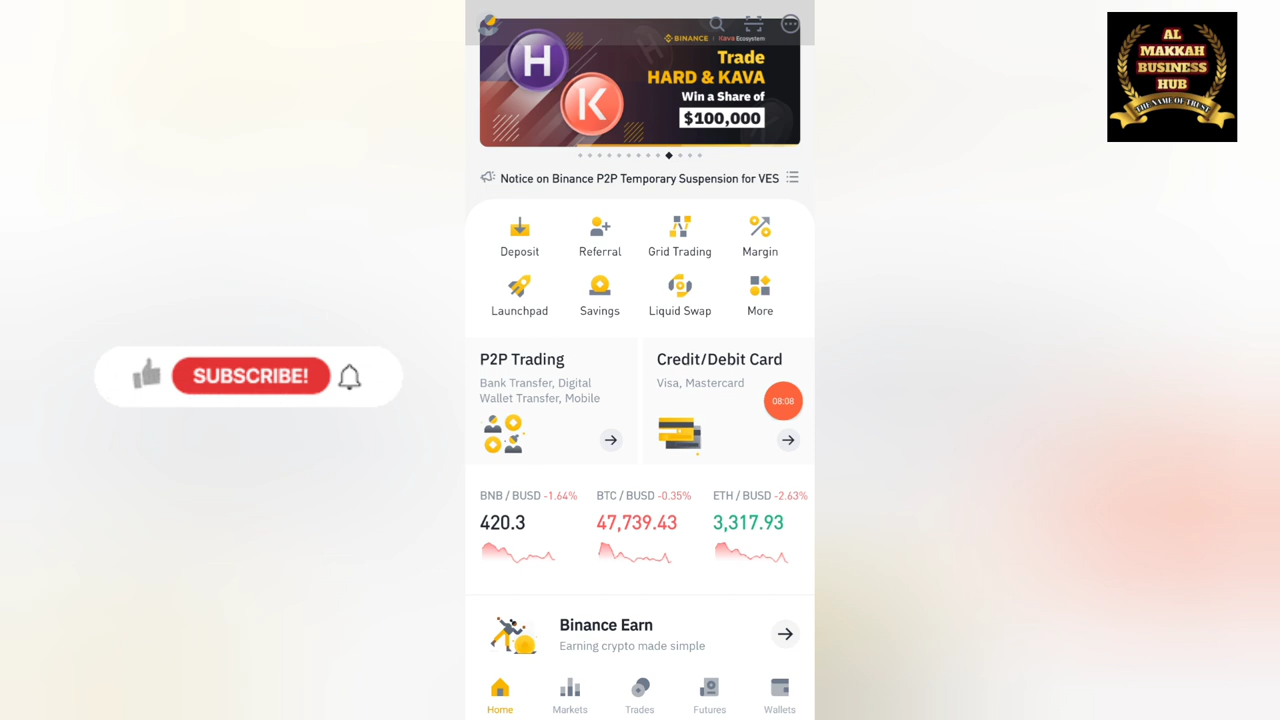 BINANCE / Kava Ecosystem
Trade
HARD & KAVA
Win a Share of
$100,000
H
K
Notice on Binance P2P Temporary Suspension for VES
Deposit
Referral
Grid Trading
Margin
Launchpad
Savings
Liquid Swap
More
P2P Trading
Bank Transfer, Digital
Wallet Transfer, Mobile
Credit/Debit Card
Visa, Mastercard
08:08
BNB / BUSD -1.64%
420.3
BTC / BUSD -0.35%
47,739.43
ETH / BUSD -2.63%
3,317.93
Binance Earn
Earning crypto made simple
Home
Markets
Trades
Futures
Wallets
SUBSCRIBE!
AL
MAKKAH
BUSINESS
HUB
THE NAME OF TRUST